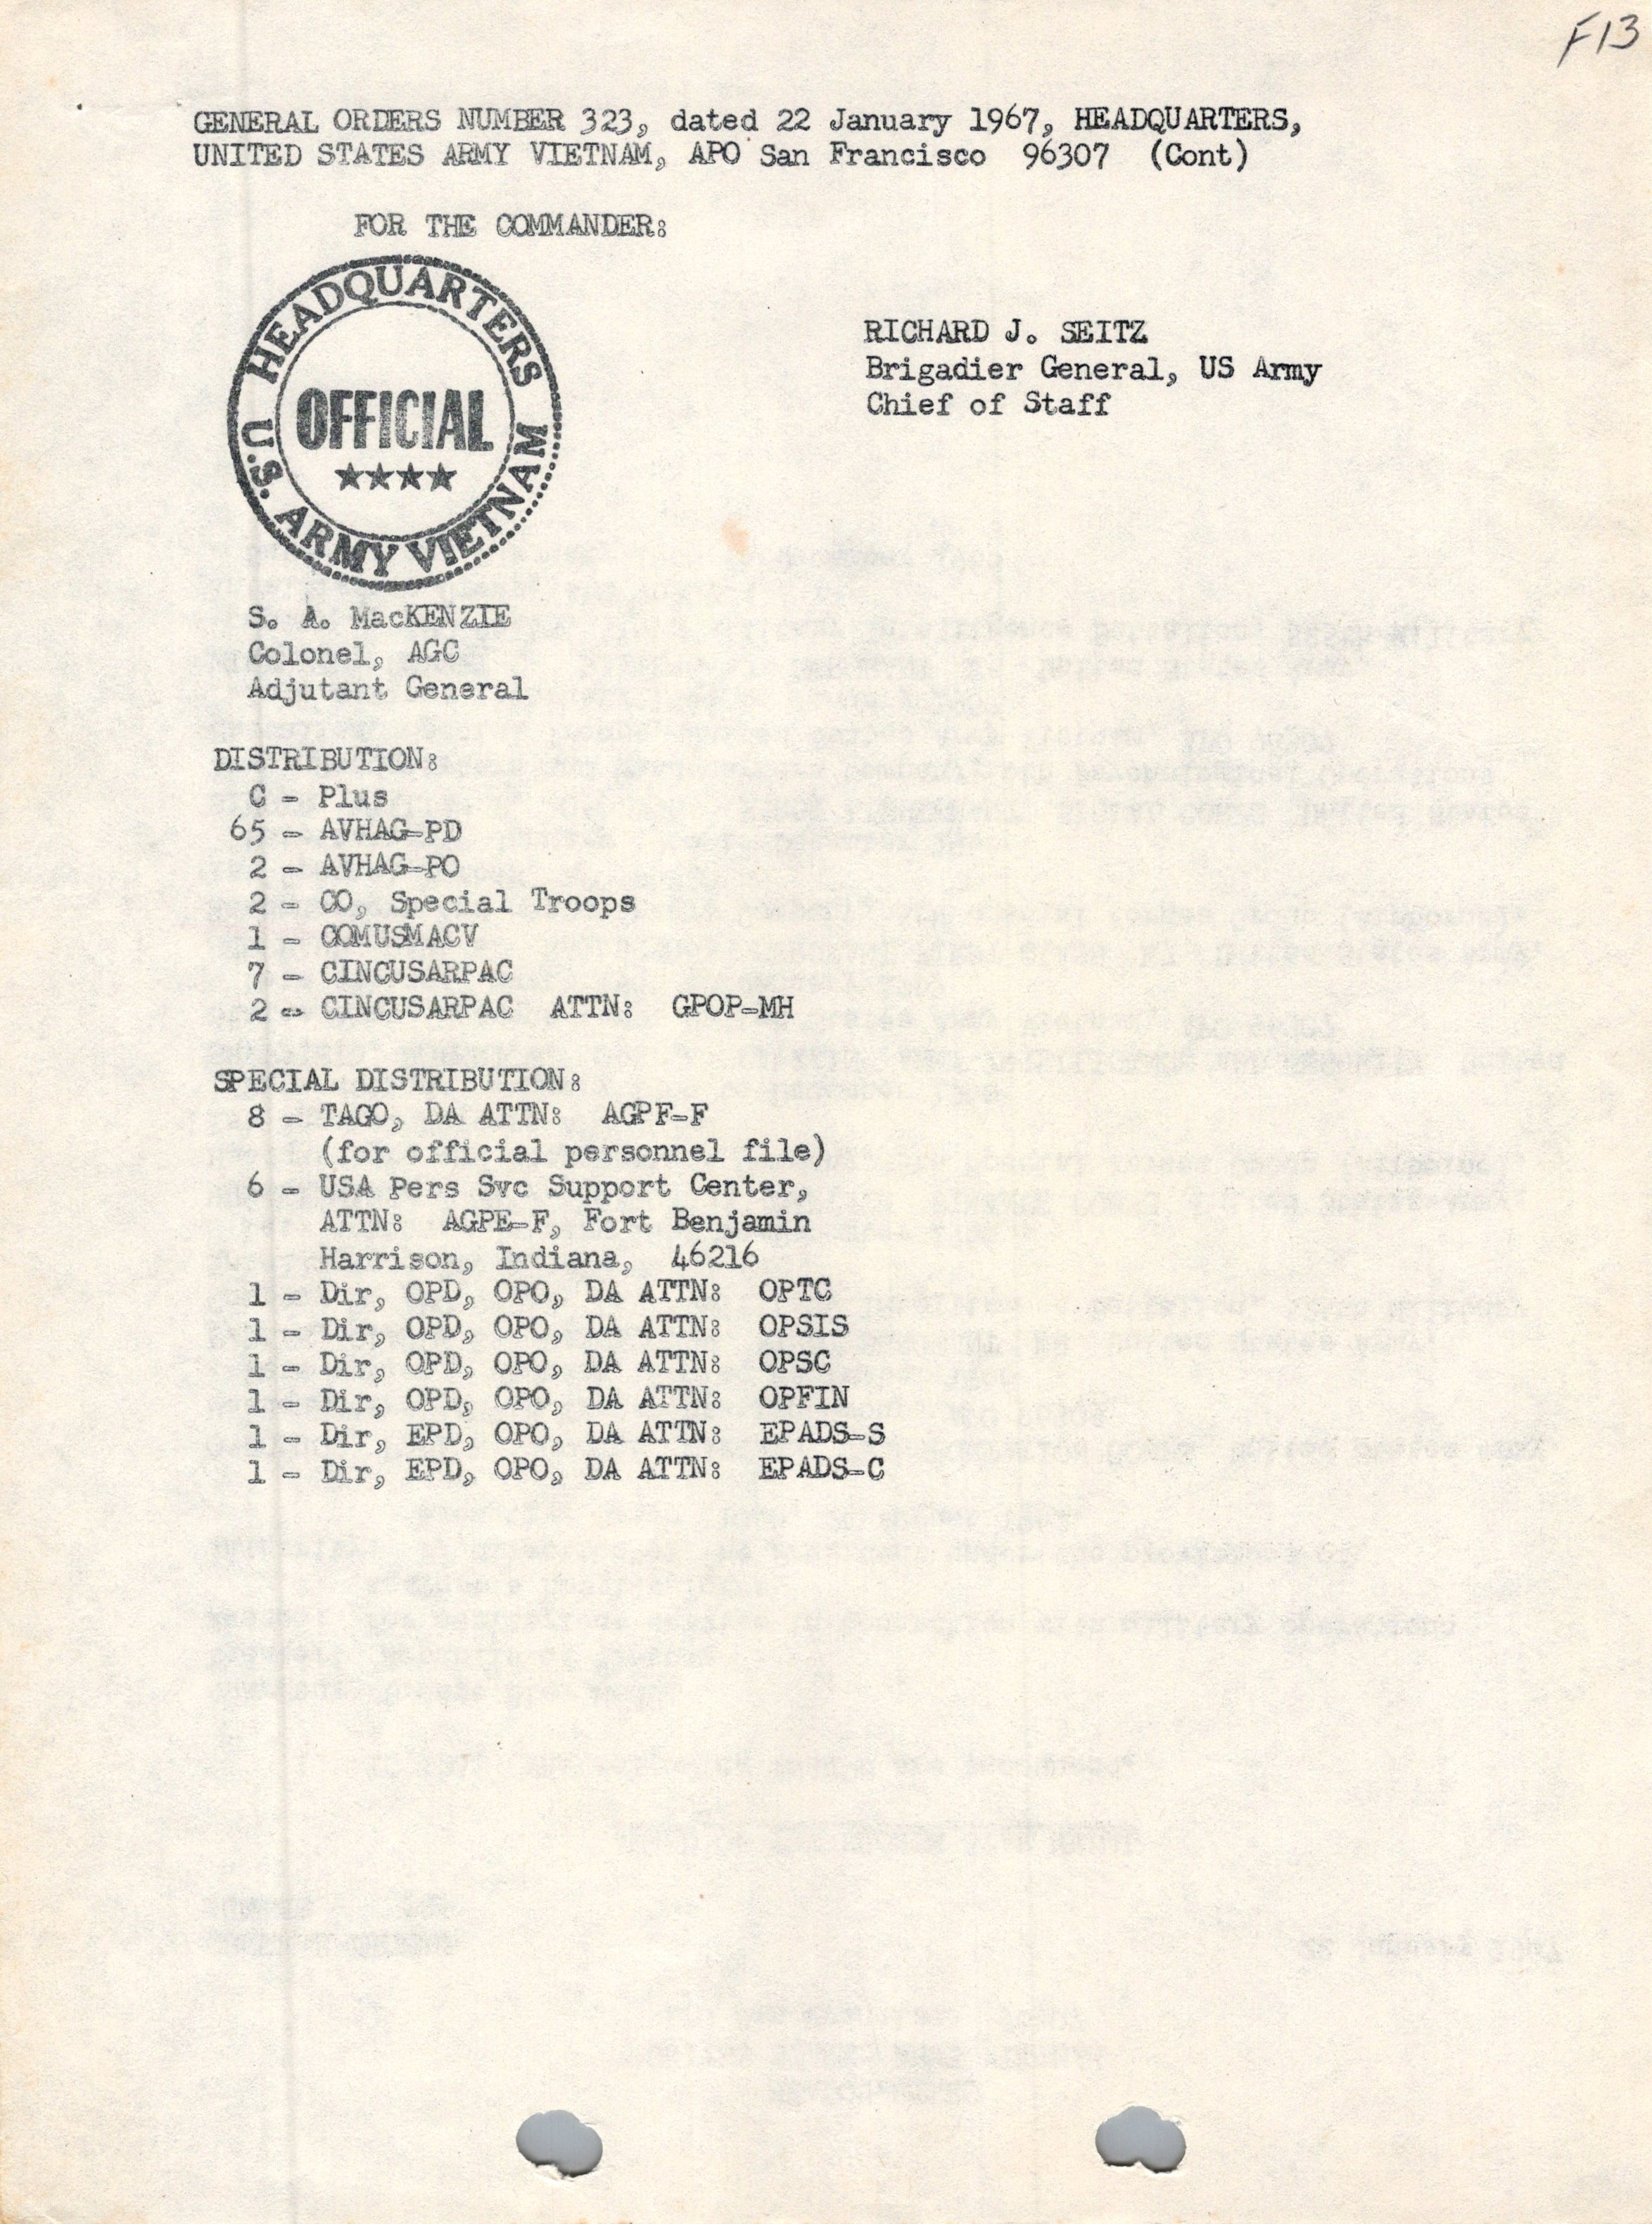 F13
GENERAL ORDERS NUMBER 323, dated 22 January 1967, HEADQUARTERS,
UNITED STATES ARMY VIETNAM, APO San Francisco 96307 (Cont)
FOR THE COMMANDER:
HEADQUARTERS
U.S. ARMY VIETNAM
OFFICIAL
★★★★
RICHARD J. SEITZ
Brigadier General, US Army
Chief of Staff
S. A. MacKENZIE
Colonel, AGC
Adjutant General
DISTRIBUTION:
C - Plus
65 - AVHAG-PD
2 - AVHAG-PO
2 - CO, Special Troops
1 - COMUSMACV
7 - CINCUSARPAC
2 - CINCUSARPAC ATTN: GPOP-MH
SPECIAL DISTRIBUTION:
8 - TAGO, DA ATTN: AGPF-F
(for official personnel file)
6 - USA Pers Svc Support Center,
ATTN: AGPE-F, Fort Benjamin
Harrison, Indiana, 46216
1 - Dir, OPD, OPO, DA ATTN: OPTC
1 - Dir, OPD, OPO, DA ATTN: OPSIS
1 - Dir, OPD, OPO, DA ATTN: OPSC
1 - Dir, OPD, OPO, DA ATTN: OPFIN
1 - Dir, EPD, OPO, DA ATTN: EPADS-S
1 - Dir, EPD, OPO, DA ATTN: EPADS-C